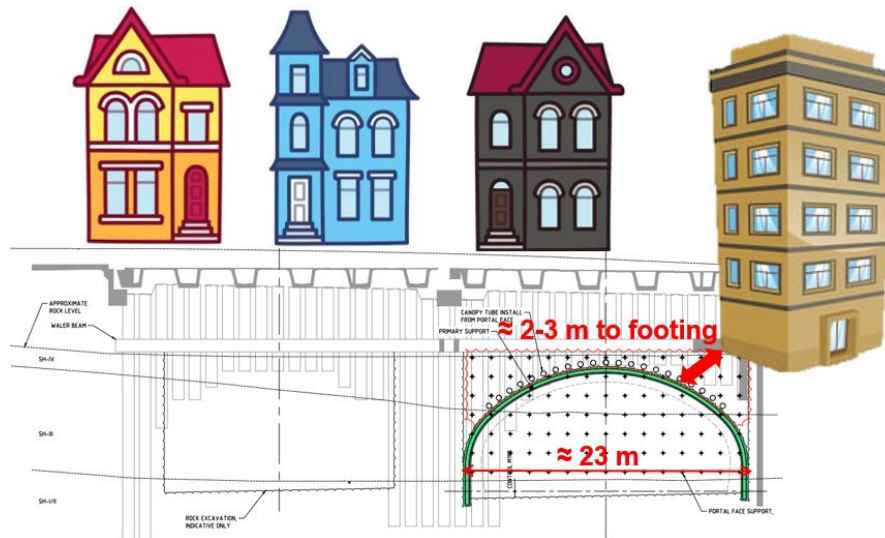 APPROXIMATE
ROCK LEVEL
WALER BEAM
CANOPY TUBE INSTALL
FROM PORTAL FACE
PRIMARY SUPPORT
≈ 2-3 m to footing
SH-IV
SH-III
≈ 23 m
CONTROL
SH-I/II
ROCK EXCAVATION,
INDICATIVE ONLY
PORTAL FACE SUPPORT,